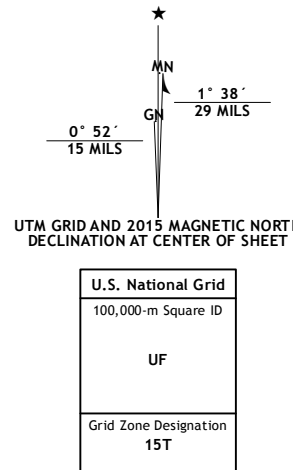 ★
MN
1° 38´
29 MILS
GN
0° 52´
15 MILS
UTM GRID AND 2015 MAGNETIC NORTH
DECLINATION AT CENTER OF SHEET
U.S. National Grid
100,000-m Square ID
UF
Grid Zone Designation
15T